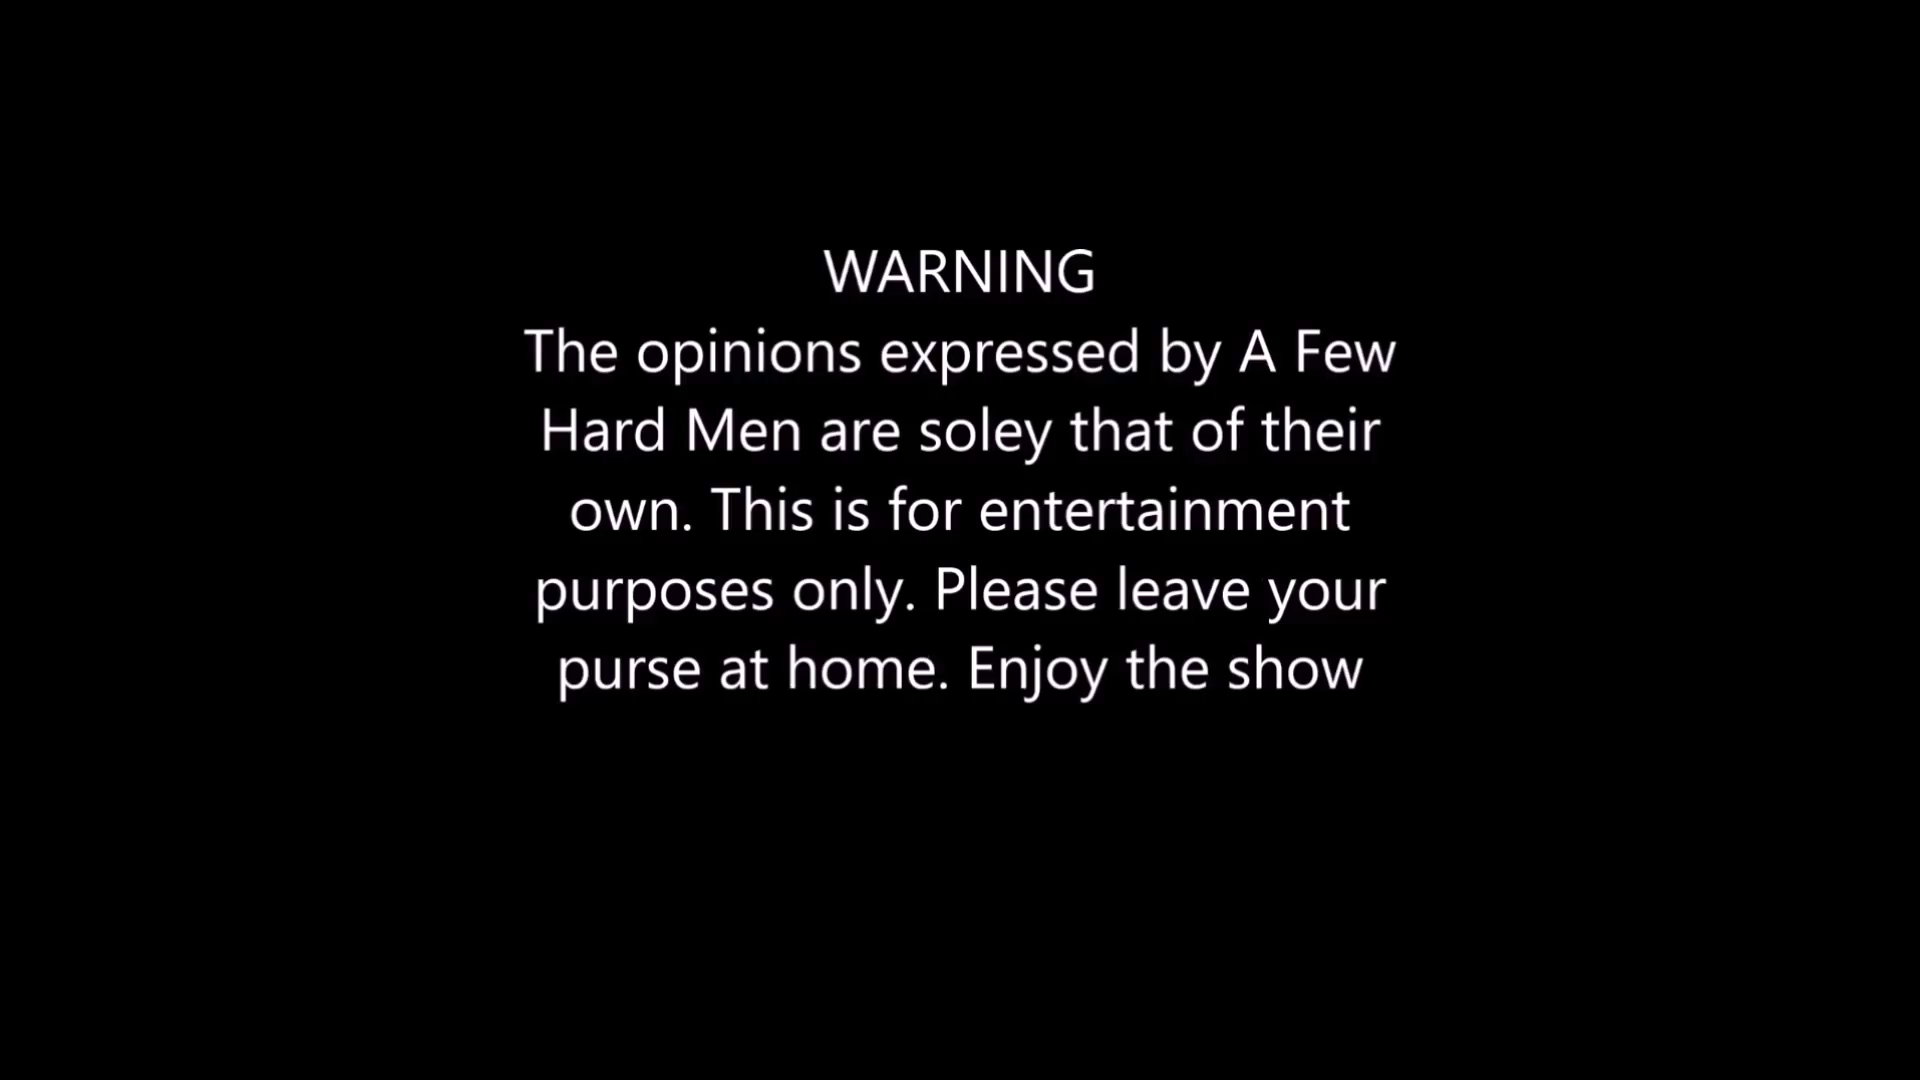 WARNING
The opinions expressed by A Few
Hard Men are soley that of their
own. This is for entertainment
purposes only. Please leave your
purse at home. Enjoy the show